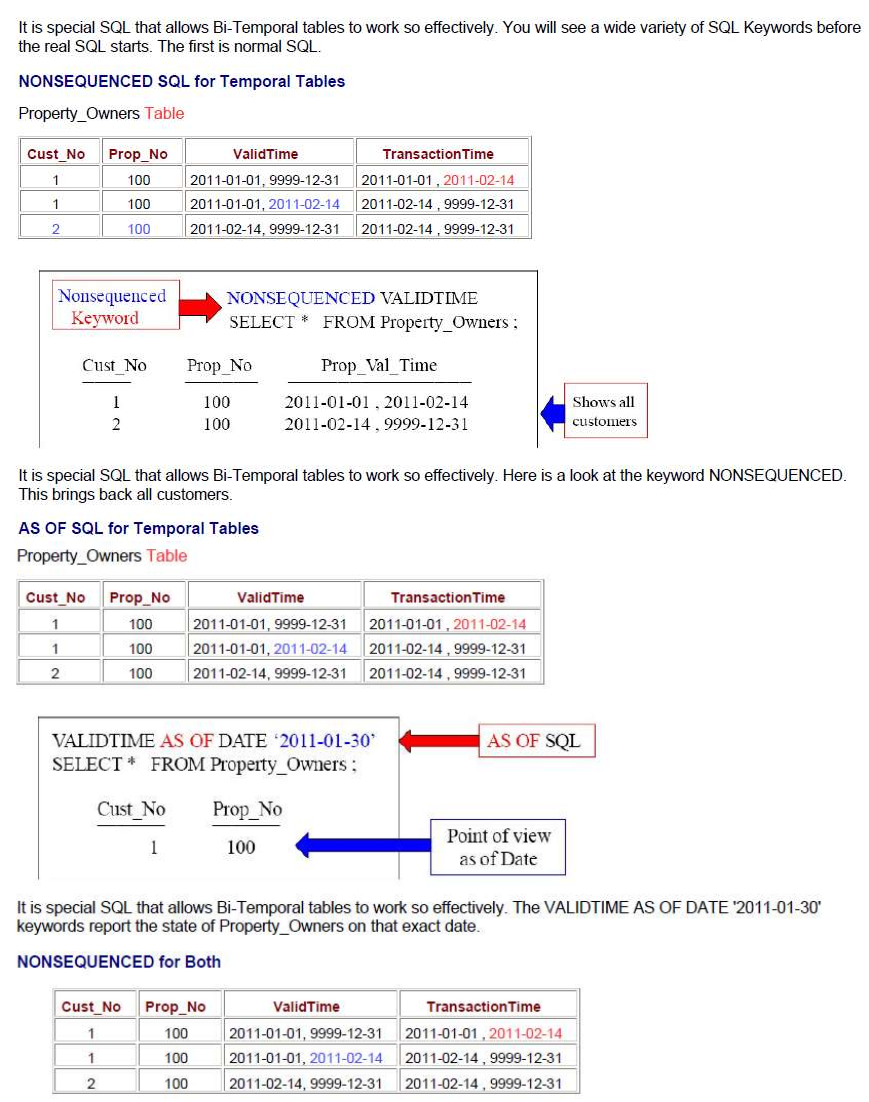 It is special SQL that allows Bi-Temporal tables to work so effectively. You will see a wide variety of SQL Keywords before
the real SQL starts. The first is normal SQL.
NONSEQUENCED SQL for Temporal Tables
Property_Owners Table
Cust_No Prop_No ValidTime TransactionTime
1 100 2011-01-01, 9999-12-31 2011-01-01 , 2011-02-14
1 100 2011-01-01, 2011-02-14 2011-02-14 , 9999-12-31
2 100 2011-02-14, 9999-12-31 2011-02-14 , 9999-12-31
Nonsequenced
Keyword
NONSEQUENCED VALIDTIME
SELECT * FROM Property_Owners ;
Cust_No Prop_No Prop_Val_Time
1 100 2011-01-01 , 2011-02-14
2 100 2011-02-14 , 9999-12-31
Shows all
customers
It is special SQL that allows Bi-Temporal tables to work so effectively. Here is a look at the keyword NONSEQUENCED.
This brings back all customers.
AS OF SQL for Temporal Tables
Property_Owners Table
Cust_No Prop_No ValidTime TransactionTime
1 100 2011-01-01, 9999-12-31 2011-01-01 , 2011-02-14
1 100 2011-01-01, 2011-02-14 2011-02-14 , 9999-12-31
2 100 2011-02-14, 9999-12-31 2011-02-14 , 9999-12-31
VALIDTIME AS OF DATE ‘2011-01-30’
SELECT * FROM Property_Owners ;
AS OF SQL
Cust_No Prop_No
1 100
Point of view
as of Date
It is special SQL that allows Bi-Temporal tables to work so effectively. The VALIDTIME AS OF DATE '2011-01-30'
keywords report the state of Property_Owners on that exact date.
NONSEQUENCED for Both
Cust_No Prop_No ValidTime TransactionTime
1 100 2011-01-01, 9999-12-31 2011-01-01 , 2011-02-14
1 100 2011-01-01, 2011-02-14 2011-02-14 , 9999-12-31
2 100 2011-02-14, 9999-12-31 2011-02-14 , 9999-12-31